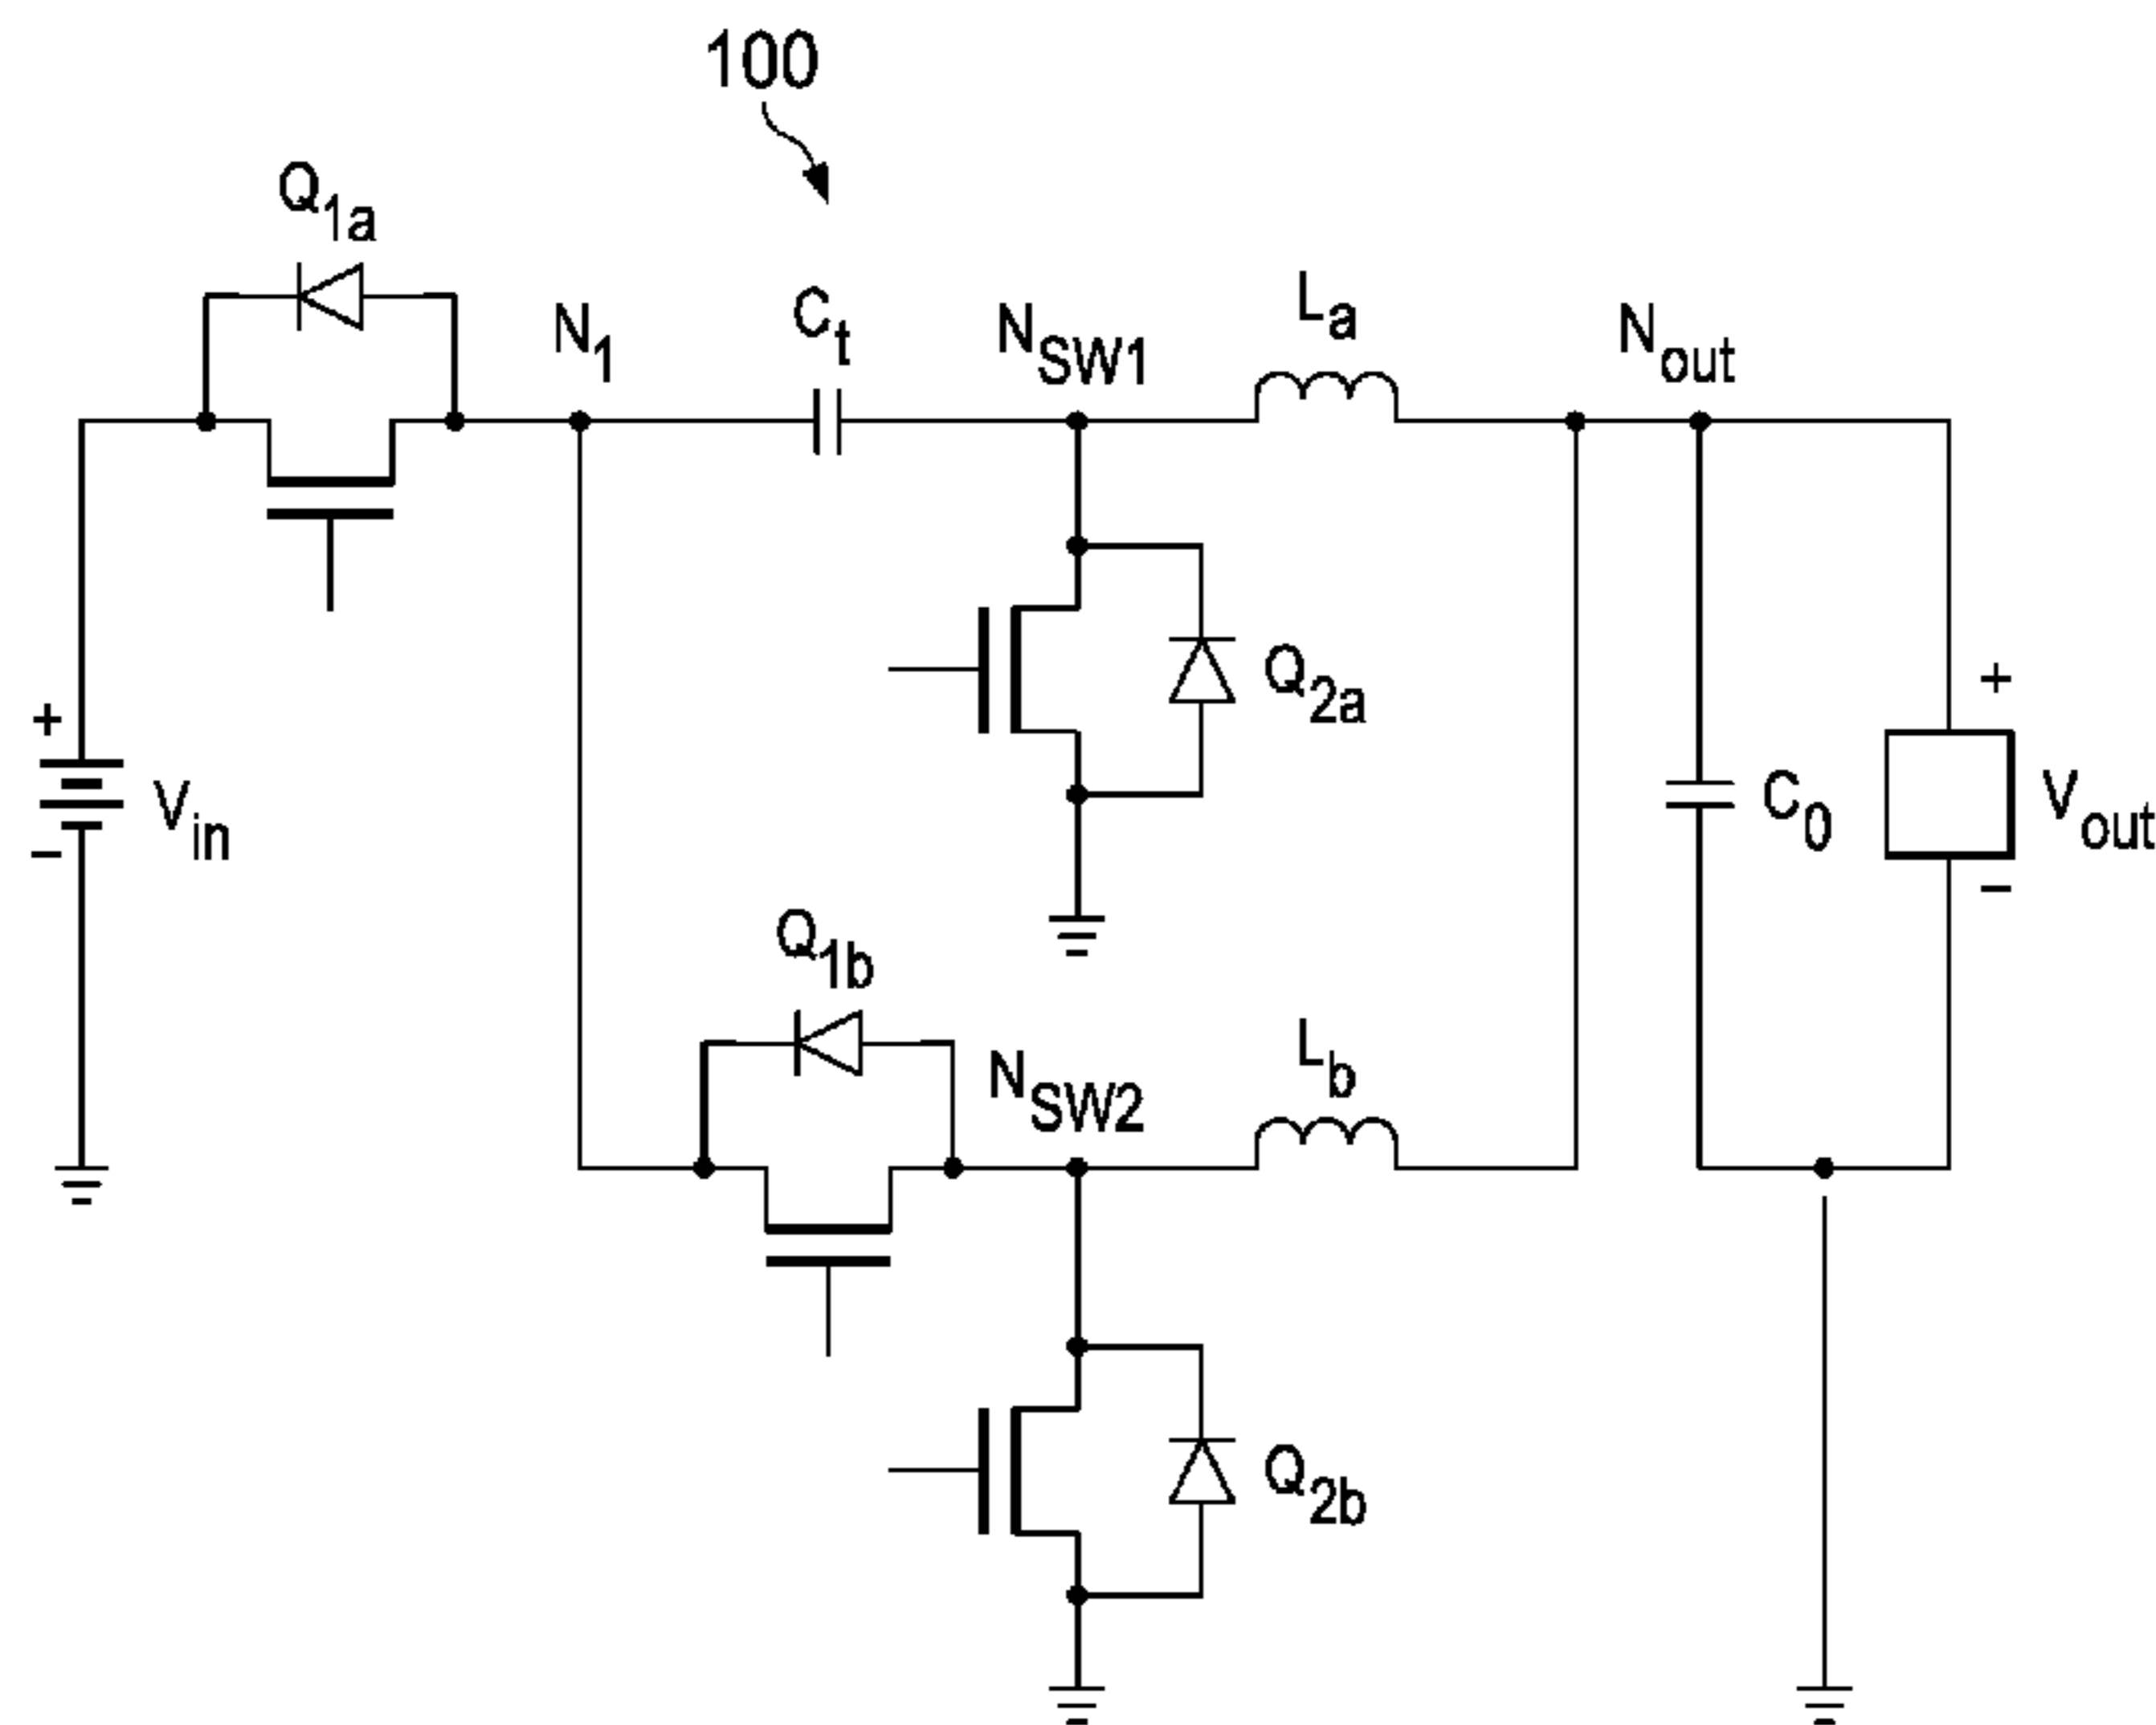 100
Q1a
N1
Ct
NSW1
La
Nout
+
Vin
−
Q2a
+
C0
Vout
−
Q1b
NSW2
Lb
Q2b